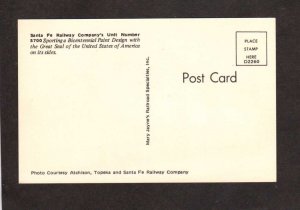 Santa Fe Railway Company's Unit Number
5700 Sporting a Bicentennial Paint Design with
the Great Seal of the United States of America
on its sides.
PLACE
STAMP
HERE
D2260
Post Card
Mary Jayne's Railroad Specialties, Inc.
Photo Courtesy Atchison, Topeka and Santa Fe Railway Company